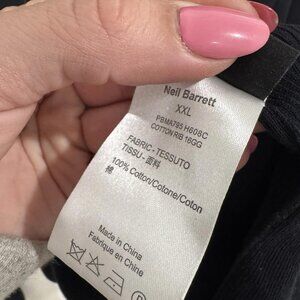 Neil Barrett
XXL
PBMA785 H608C
COTTON RIB 16GG
FABRIC - TESSUTO
TISSU - 面料
100% Cotton/Cotone/Coton
棉
Made in China
Fabriqué en Chine